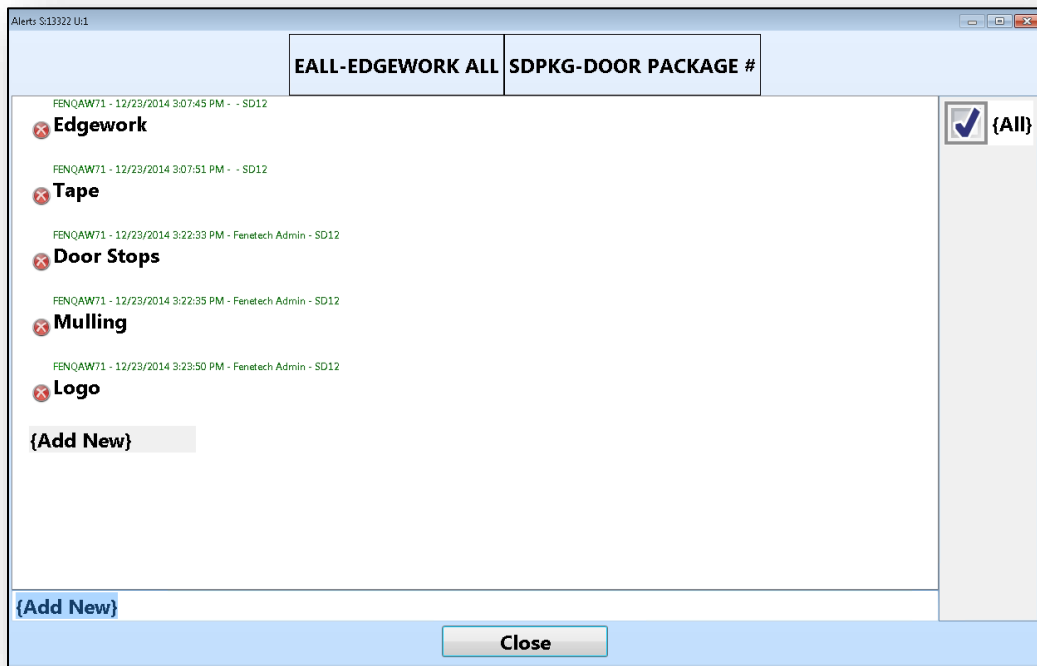 Alerts S:13322 U:1
EALL-EDGEWORK ALL SDPKG-DOOR PACKAGE #
FENQAW71 - 12/23/2014 3:07:45 PM - - SD12
Edgework
{All}
FENQAW71 - 12/23/2014 3:07:51 PM - - SD12
Tape
FENQAW71 - 12/23/2014 3:22:33 PM - Fenetech Admin - SD12
Door Stops
FENQAW71 - 12/23/2014 3:22:35 PM - Fenetech Admin - SD12
Mulling
FENQAW71 - 12/23/2014 3:23:50 PM - Fenetech Admin - SD12
Logo
{Add New}
{Add New}
Close